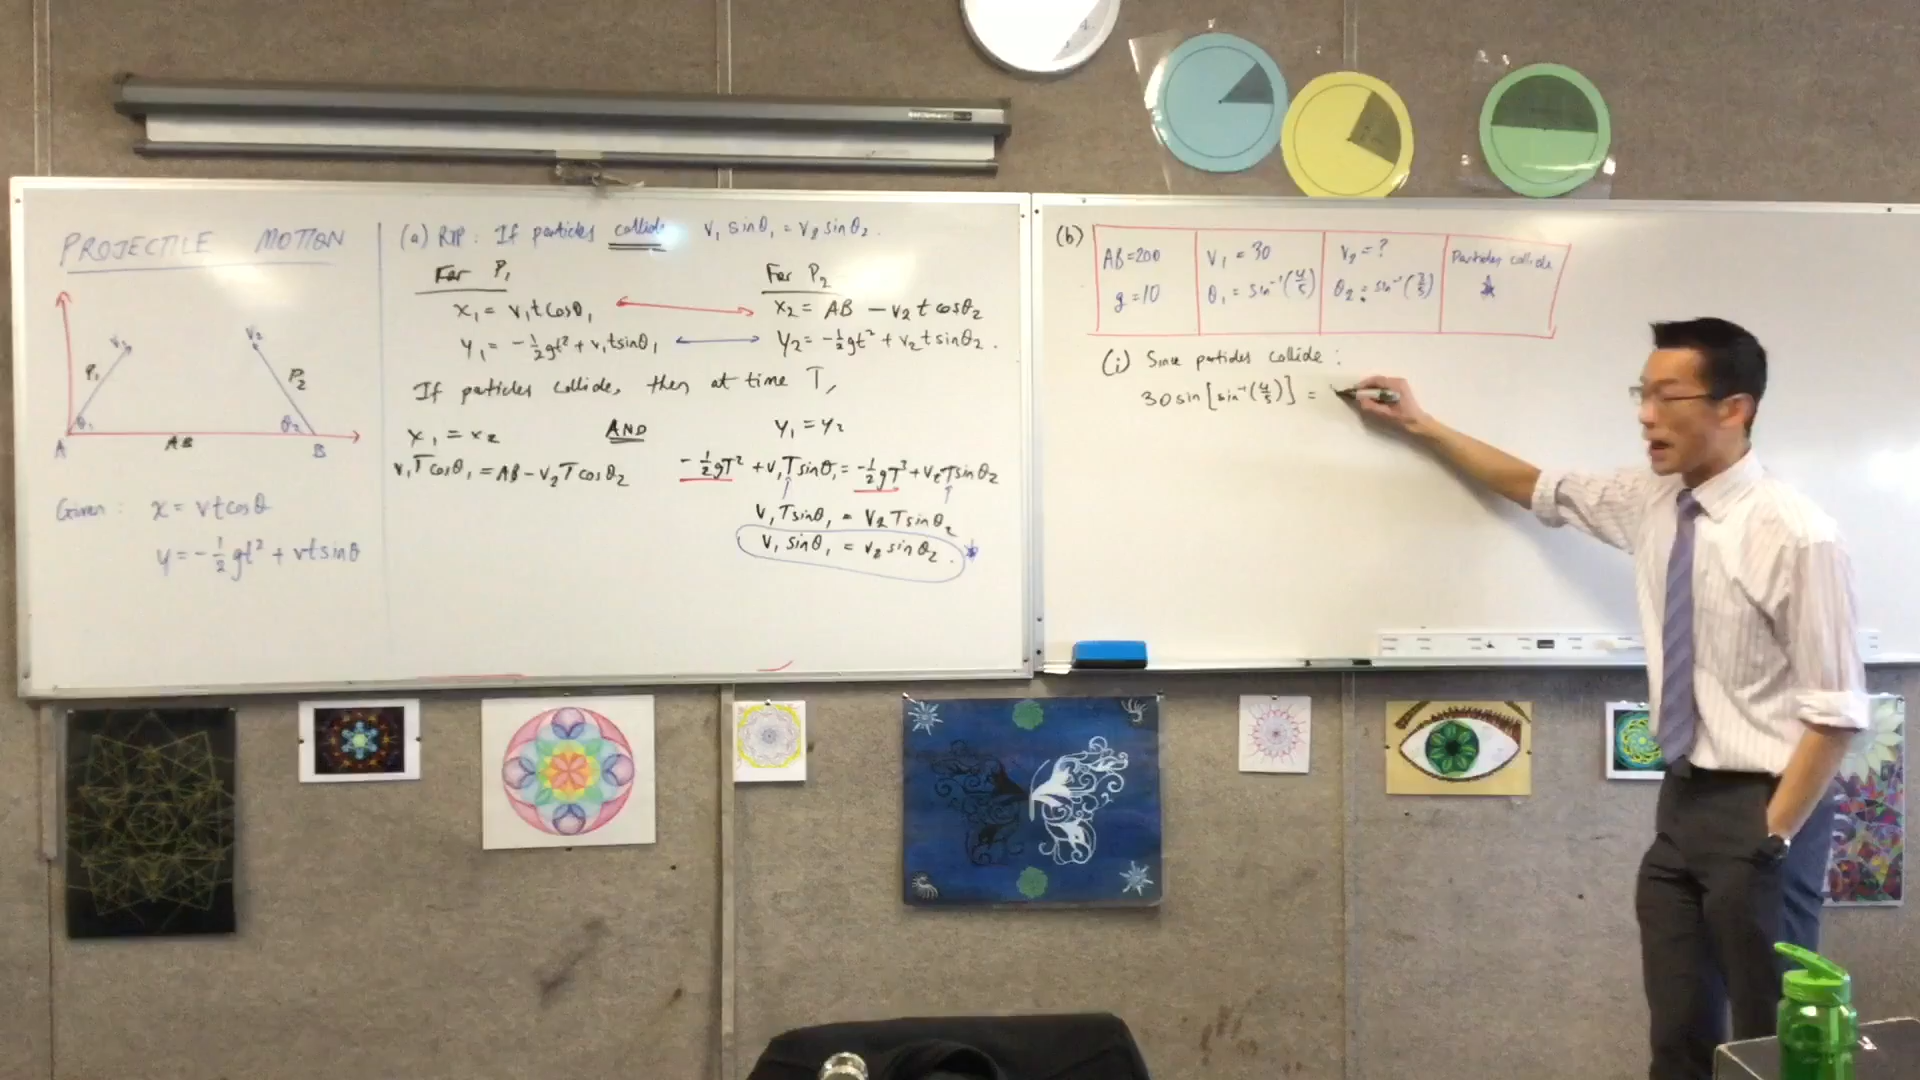 PROJECTILE MOTION
V₁
P₁
θ₁
A
AB
V₂
P₂
θ₂
B
Given: x = vtcosθ
y = -½gt² + vtsinθ
(a) RTP: If particles collide v₁ sinθ₁ = v₂ sinθ₂.
For P₁
x₁ = v₁tcosθ₁
y₁ = -½gt² + v₁tsinθ₁
For P₂
x₂ = AB - v₂tcosθ₂
y₂ = -½gt² + v₂tsinθ₂.
If particles collide, then at time T,
x₁ = x₂
v₁Tcosθ₁ = AB - v₂Tcosθ₂
AND
y₁ = y₂
-½gT² + v₁Tsinθ₁ = -½gT² + v₂Tsinθ₂
v₁Tsinθ₁ = v₂Tsinθ₂
v₁ sinθ₁ = v₂ sinθ₂. *
(b)
AB = 200
g = 10
v₁ = 30
θ₁ = sin⁻¹(4/5)
v₂ = ?
θ₂ = sin⁻¹(3/5)
Particles collide
*
(i) Since particles collide:
30sin[sin⁻¹(4/5)] =